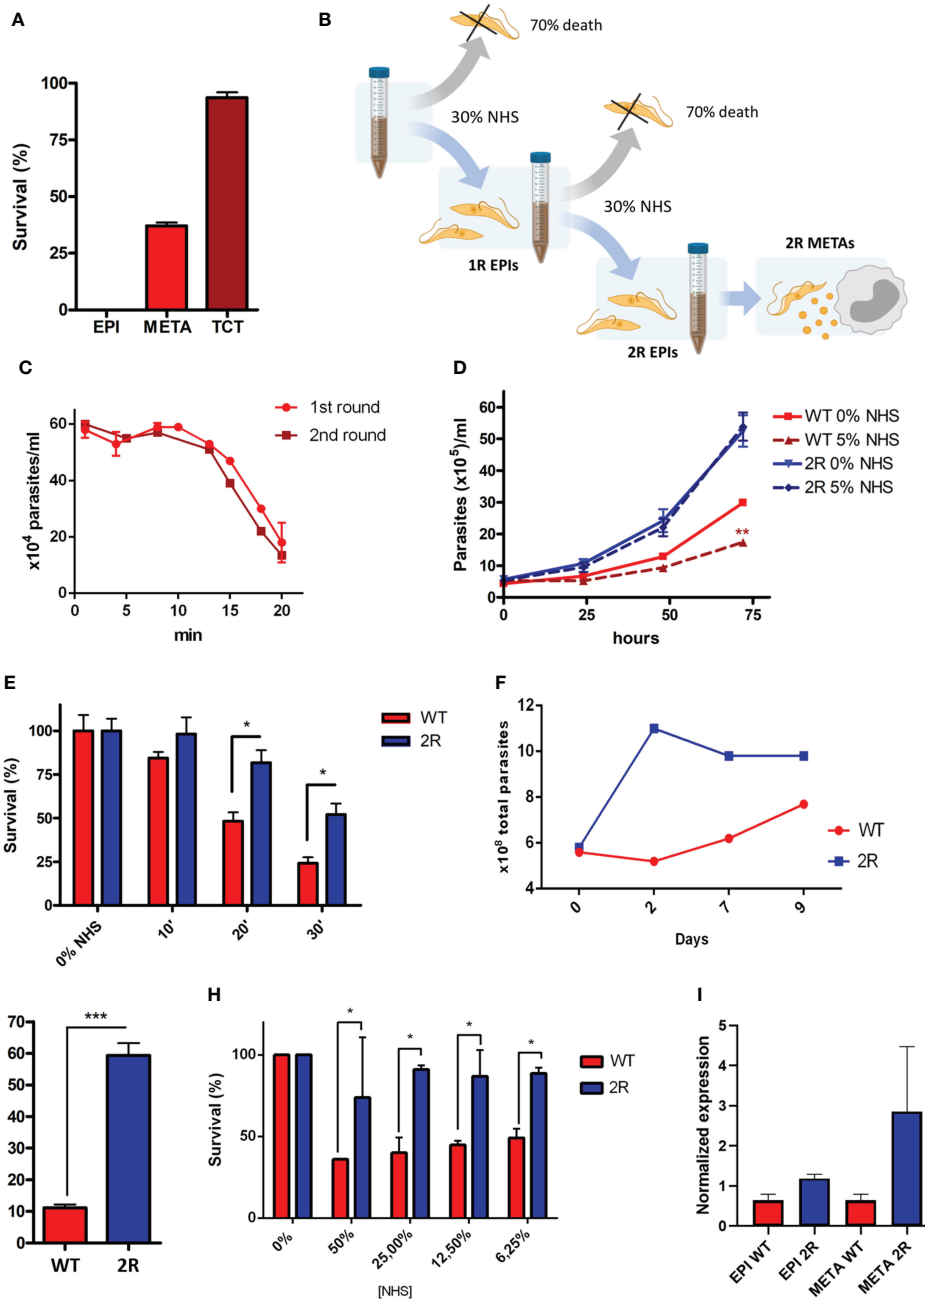 A
Survival (%)
100
75
50
25
0
EPI
META
TCT
B
70% death
30% NHS
70% death
1R EPIs
30% NHS
2R METAs
2R EPIs
C
x10⁴ parasites/ml
60
40
20
0
0
5
10
15
20
min
1st round
2nd round
D
Parasites (x10⁵)/ml
60
50
40
30
20
10
0
0
25
50
75
hours
**
WT 0% NHS
WT 5% NHS
2R 0% NHS
2R 5% NHS
E
Survival (%)
100
75
50
25
0
0% NHS
10'
20'
30'
*
*
WT
2R
F
x10⁸ total parasites
12
10
8
6
4
0
2
7
9
Days
WT
2R
70
60
50
40
30
20
10
0
***
WT
2R
H
Survival (%)
100
50
0
*
*
*
*
0%
50%
25,00%
12,50%
6,25%
[NHS]
WT
2R
I
Normalized expression
5
4
3
2
1
0
EPI WT
EPI 2R
META WT
META 2R